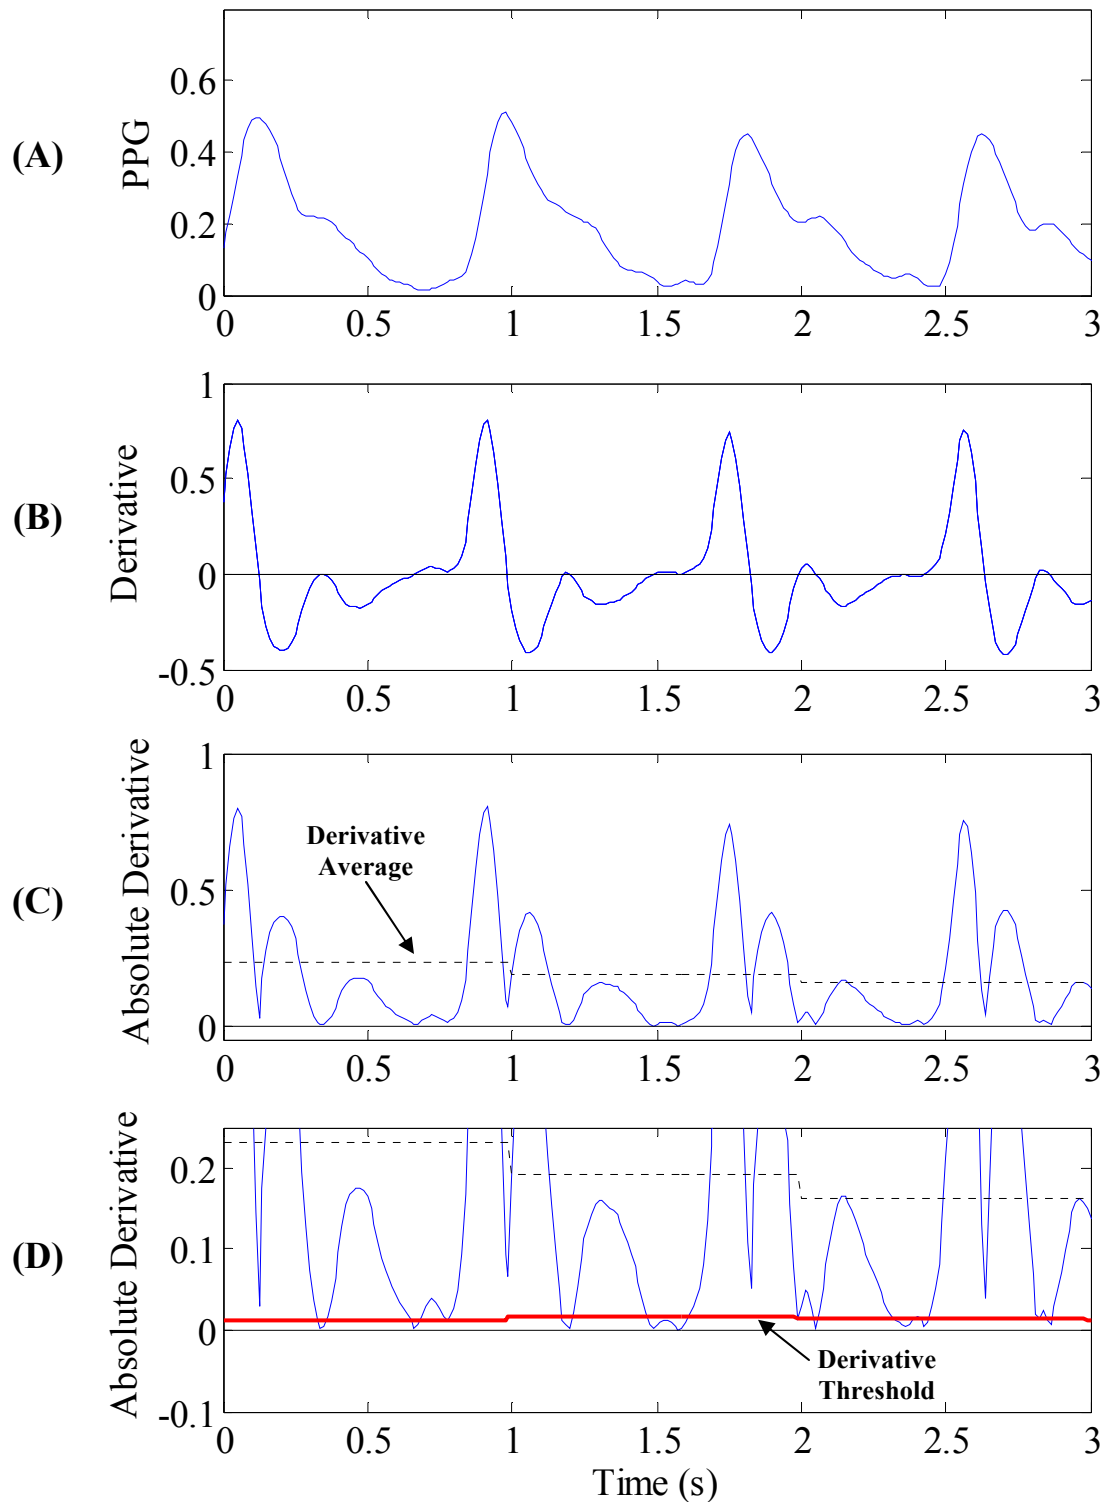 (A)
PPG
0.6
0.4
0.2
0
0 0.5 1 1.5 2 2.5 3
(B)
Derivative
1
0.5
0
-0.5
0 0.5 1 1.5 2 2.5 3
(C)
Absolute Derivative
1
0.5
0
Derivative
Average
0 0.5 1 1.5 2 2.5 3
(D)
Absolute Derivative
0.2
0.1
0
-0.1
Derivative
Threshold
0 0.5 1 1.5 2 2.5 3
Time (s)